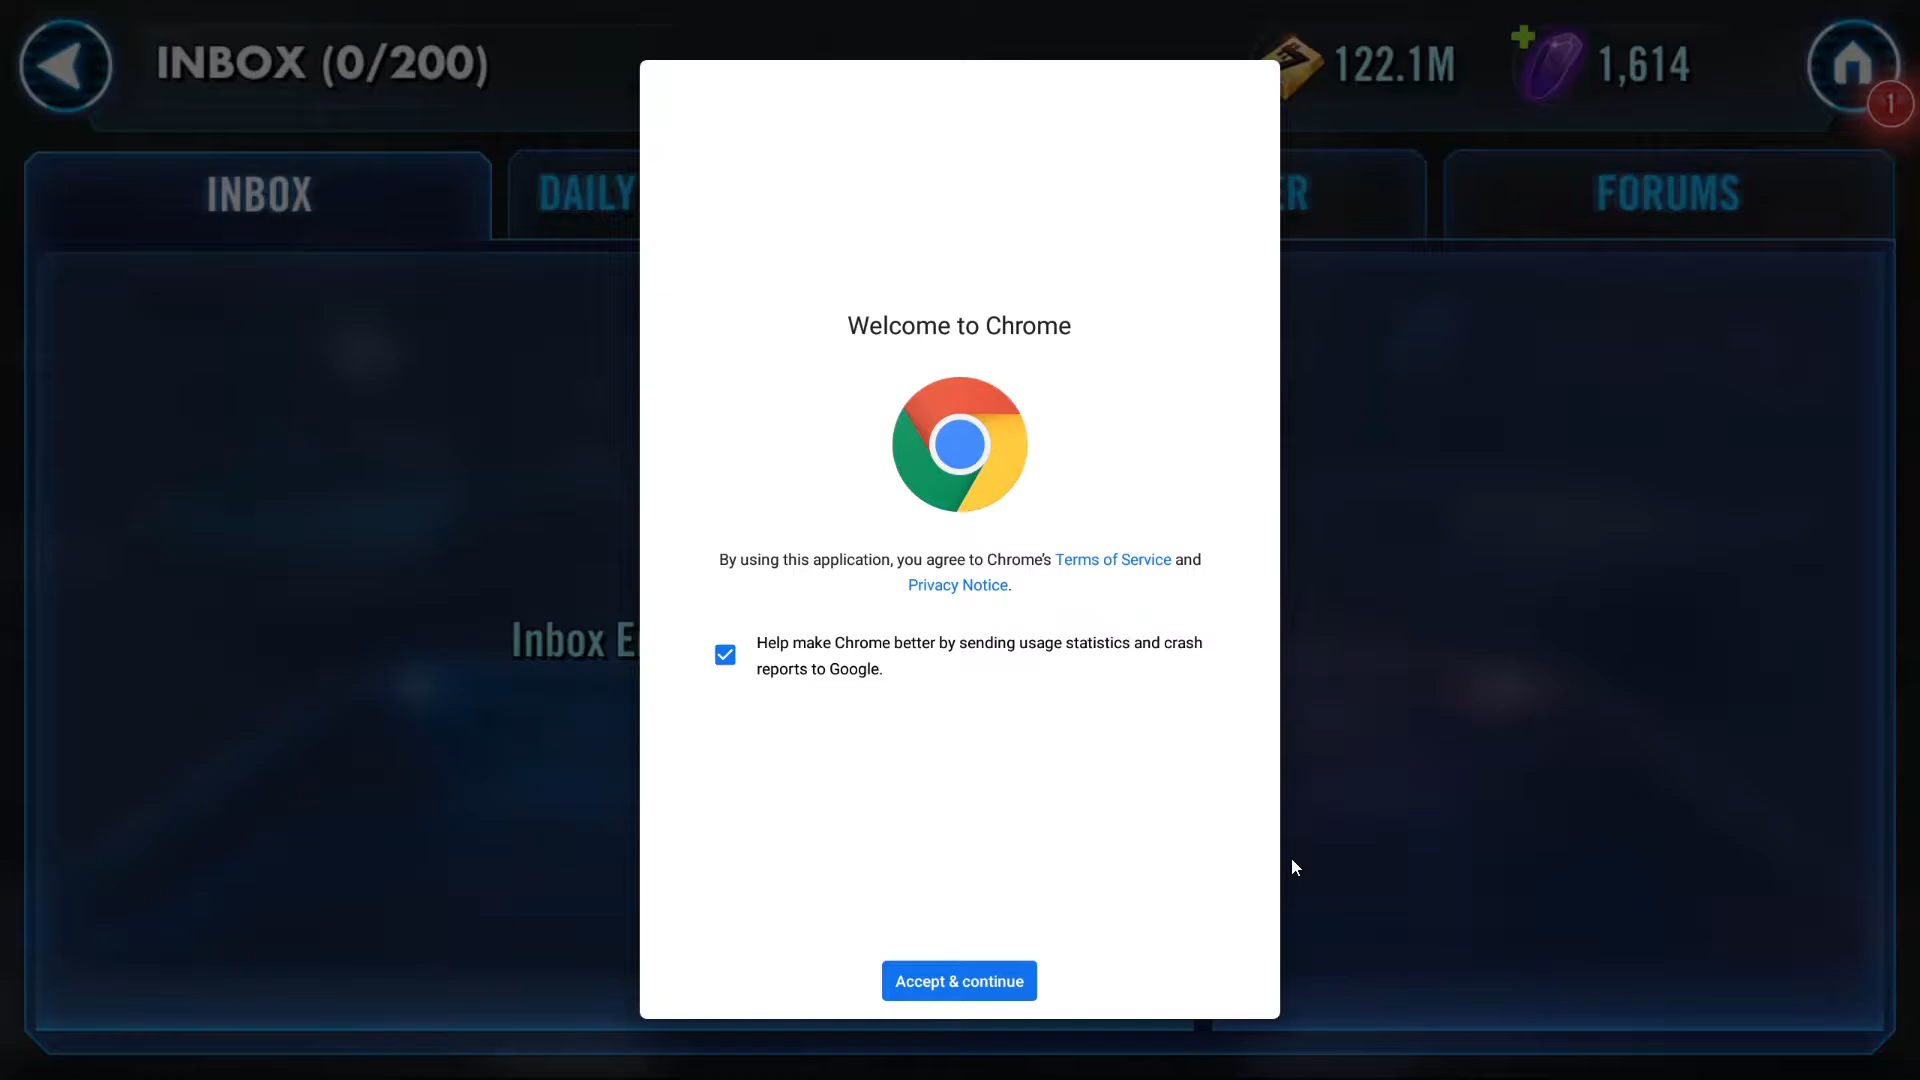 INBOX (0/200)
122.1M
1,614
1
INBOX
DAILY
FORUMS
Welcome to Chrome
By using this application, you agree to Chrome's Terms of Service and
Privacy Notice.
Help make Chrome better by sending usage statistics and crash
reports to Google.
Inbox
Accept & continue